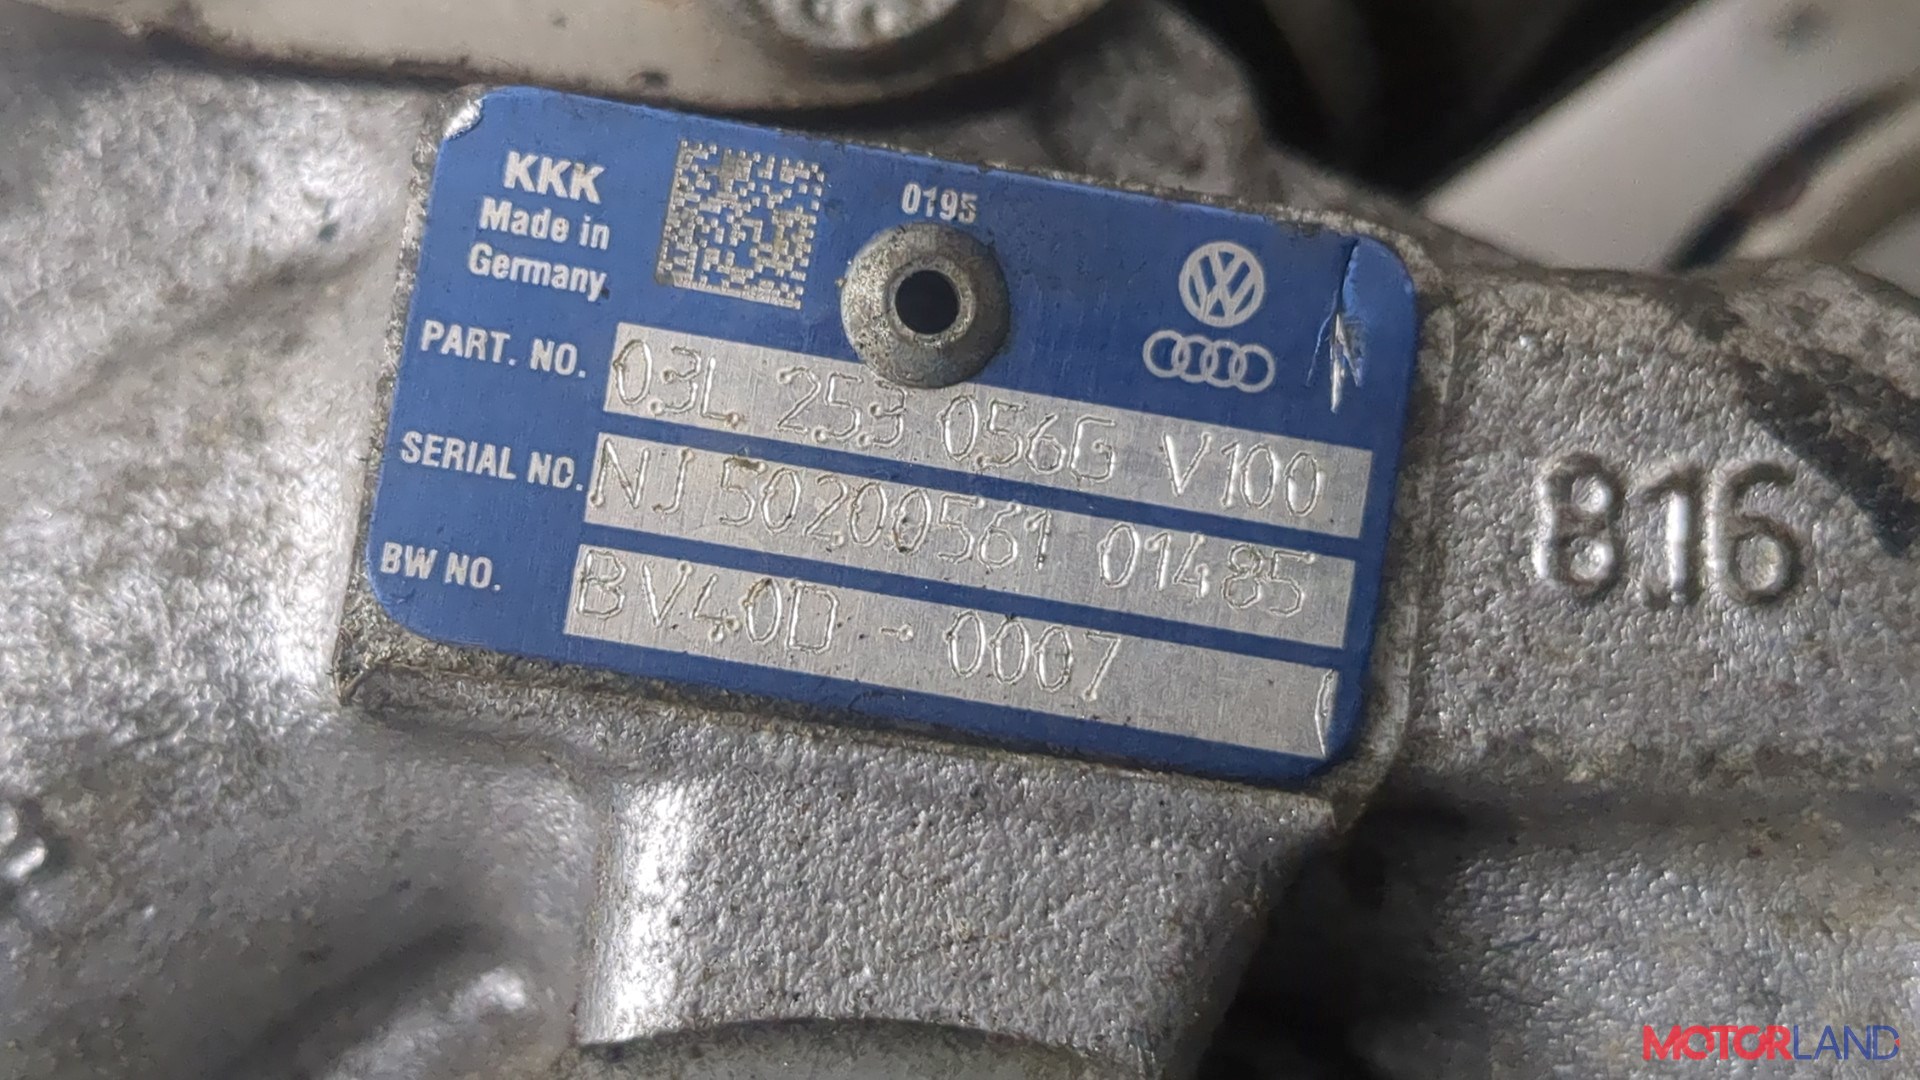 KKK
Made in
Germany
0195
PART. NO. 03L 253 056G V100
SERIAL NO. NJ 50200561 01485
BW NO. BV40D - 0007
816
MOTORLAND